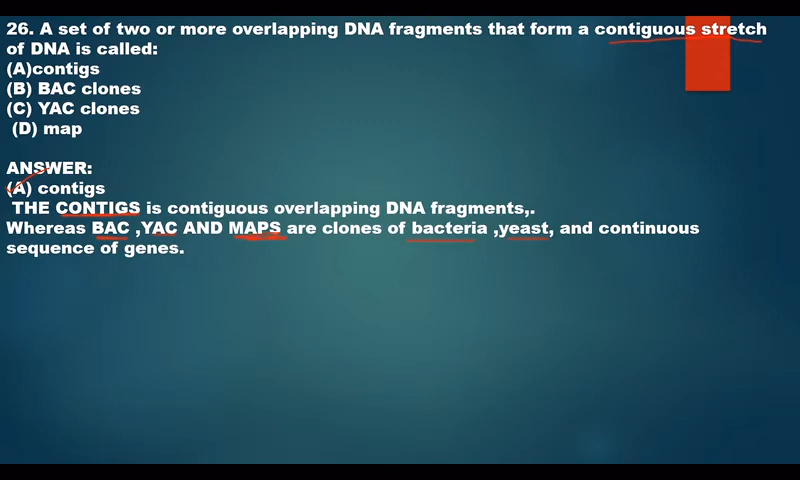 26. A set of two or more overlapping DNA fragments that form a contiguous stretch
of DNA is called:
(A)contigs
(B) BAC clones
(C) YAC clones
(D) map
ANSWER:
(A) contigs
THE CONTIGS is contiguous overlapping DNA fragments,.
Whereas BAC ,YAC AND MAPS are clones of bacteria ,yeast, and continuous
sequence of genes.